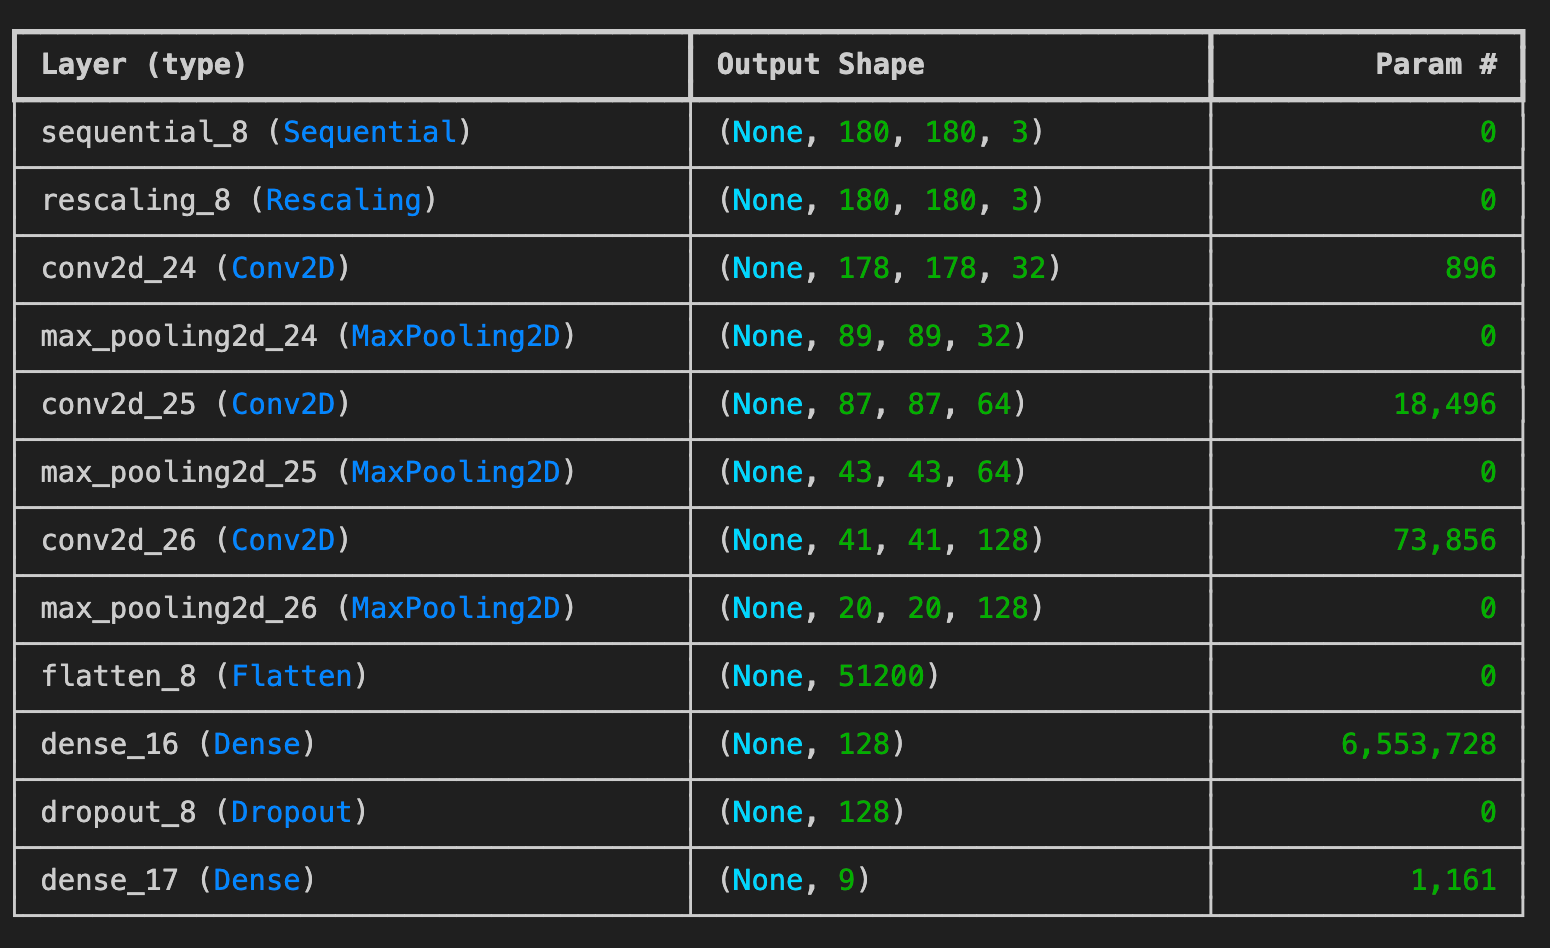 Layer (type) Output Shape Param #
sequential_8 (Sequential) (None, 180, 180, 3) 0
rescaling_8 (Rescaling) (None, 180, 180, 3) 0
conv2d_24 (Conv2D) (None, 178, 178, 32) 896
max_pooling2d_24 (MaxPooling2D) (None, 89, 89, 32) 0
conv2d_25 (Conv2D) (None, 87, 87, 64) 18,496
max_pooling2d_25 (MaxPooling2D) (None, 43, 43, 64) 0
conv2d_26 (Conv2D) (None, 41, 41, 128) 73,856
max_pooling2d_26 (MaxPooling2D) (None, 20, 20, 128) 0
flatten_8 (Flatten) (None, 51200) 0
dense_16 (Dense) (None, 128) 6,553,728
dropout_8 (Dropout) (None, 128) 0
dense_17 (Dense) (None, 9) 1,161